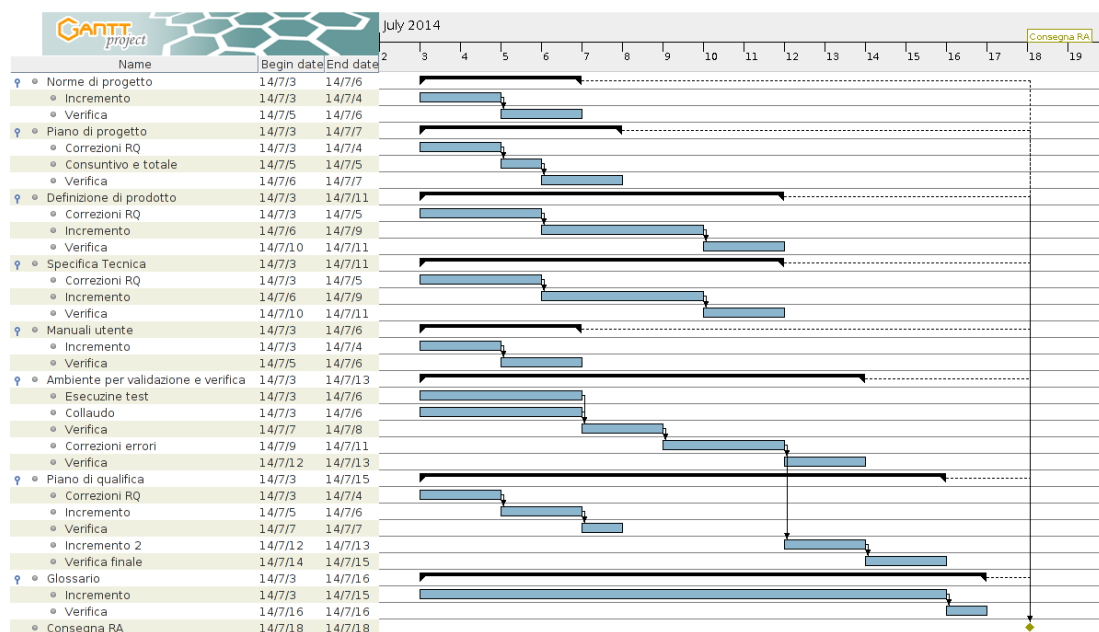 GANTT
project
July 2014
Consegna RA
2 3 4 5 6 7 8 9 10 11 12 13 14 15 16 17 18 19
Name Begin date End date
Norme di progetto 14/7/3 14/7/6
Incremento 14/7/3 14/7/4
Verifica 14/7/5 14/7/6
Piano di progetto 14/7/3 14/7/7
Correzioni RQ 14/7/3 14/7/4
Consuntivo e totale 14/7/5 14/7/5
Verifica 14/7/6 14/7/7
Definizione di prodotto 14/7/3 14/7/11
Correzioni RQ 14/7/3 14/7/5
Incremento 14/7/6 14/7/9
Verifica 14/7/10 14/7/11
Specifica Tecnica 14/7/3 14/7/11
Correzioni RQ 14/7/3 14/7/5
Incremento 14/7/6 14/7/9
Verifica 14/7/10 14/7/11
Manuali utente 14/7/3 14/7/6
Incremento 14/7/3 14/7/4
Verifica 14/7/5 14/7/6
Ambiente per validazione e verifica 14/7/3 14/7/13
Esecuzine test 14/7/3 14/7/6
Collaudo 14/7/3 14/7/6
Verifica 14/7/7 14/7/8
Correzioni errori 14/7/9 14/7/11
Verifica 14/7/12 14/7/13
Piano di qualifica 14/7/3 14/7/15
Correzioni RQ 14/7/3 14/7/4
Incremento 14/7/5 14/7/6
Verifica 14/7/7 14/7/7
Incremento 2 14/7/12 14/7/13
Verifica finale 14/7/14 14/7/15
Glossario 14/7/3 14/7/16
Incremento 14/7/3 14/7/15
Verifica 14/7/16 14/7/16
Consegna RA 14/7/18 14/7/18